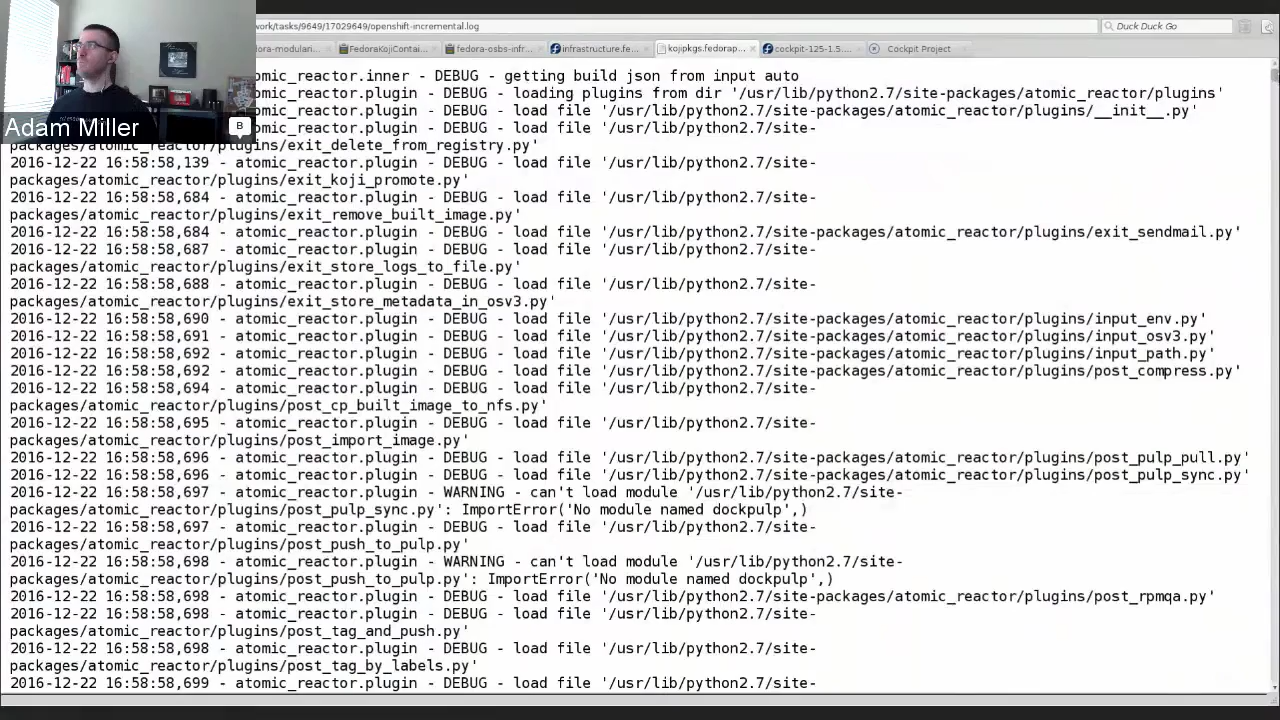 work/tasks/9649/17029649/openshift-incremental.log
Duck Duck Go
dora-modulari...
FedoraKojiContai...
fedora-osbs-infr...
infrastructure.fe...
kojipkgs.fedorap...
cockpit-125-1.5....
Cockpit Project
Adam Miller
B
atomic_reactor.inner - DEBUG - getting build json from input auto
atomic_reactor.plugin - DEBUG - loading plugins from dir '/usr/lib/python2.7/site-packages/atomic_reactor/plugins'
atomic_reactor.plugin - DEBUG - load file '/usr/lib/python2.7/site-packages/atomic_reactor/plugins/__init__.py'
atomic_reactor.plugin - DEBUG - load file '/usr/lib/python2.7/site-
packages/atomic_reactor/plugins/exit_delete_from_registry.py'
2016-12-22 16:58:58,139 - atomic_reactor.plugin - DEBUG - load file '/usr/lib/python2.7/site-
packages/atomic_reactor/plugins/exit_koji_promote.py'
2016-12-22 16:58:58,684 - atomic_reactor.plugin - DEBUG - load file '/usr/lib/python2.7/site-
packages/atomic_reactor/plugins/exit_remove_built_image.py'
2016-12-22 16:58:58,684 - atomic_reactor.plugin - DEBUG - load file '/usr/lib/python2.7/site-packages/atomic_reactor/plugins/exit_sendmail.py'
2016-12-22 16:58:58,687 - atomic_reactor.plugin - DEBUG - load file '/usr/lib/python2.7/site-
packages/atomic_reactor/plugins/exit_store_logs_to_file.py'
2016-12-22 16:58:58,688 - atomic_reactor.plugin - DEBUG - load file '/usr/lib/python2.7/site-
packages/atomic_reactor/plugins/exit_store_metadata_in_osv3.py'
2016-12-22 16:58:58,690 - atomic_reactor.plugin - DEBUG - load file '/usr/lib/python2.7/site-packages/atomic_reactor/plugins/input_env.py'
2016-12-22 16:58:58,691 - atomic_reactor.plugin - DEBUG - load file '/usr/lib/python2.7/site-packages/atomic_reactor/plugins/input_osv3.py'
2016-12-22 16:58:58,692 - atomic_reactor.plugin - DEBUG - load file '/usr/lib/python2.7/site-packages/atomic_reactor/plugins/input_path.py'
2016-12-22 16:58:58,692 - atomic_reactor.plugin - DEBUG - load file '/usr/lib/python2.7/site-packages/atomic_reactor/plugins/post_compress.py'
2016-12-22 16:58:58,694 - atomic_reactor.plugin - DEBUG - load file '/usr/lib/python2.7/site-
packages/atomic_reactor/plugins/post_cp_built_image_to_nfs.py'
2016-12-22 16:58:58,695 - atomic_reactor.plugin - DEBUG - load file '/usr/lib/python2.7/site-
packages/atomic_reactor/plugins/post_import_image.py'
2016-12-22 16:58:58,696 - atomic_reactor.plugin - DEBUG - load file '/usr/lib/python2.7/site-packages/atomic_reactor/plugins/post_pulp_pull.py'
2016-12-22 16:58:58,696 - atomic_reactor.plugin - DEBUG - load file '/usr/lib/python2.7/site-packages/atomic_reactor/plugins/post_pulp_sync.py'
2016-12-22 16:58:58,697 - atomic_reactor.plugin - WARNING - can't load module '/usr/lib/python2.7/site-
packages/atomic_reactor/plugins/post_pulp_sync.py': ImportError('No module named dockpulp',)
2016-12-22 16:58:58,697 - atomic_reactor.plugin - DEBUG - load file '/usr/lib/python2.7/site-
packages/atomic_reactor/plugins/post_push_to_pulp.py'
2016-12-22 16:58:58,698 - atomic_reactor.plugin - WARNING - can't load module '/usr/lib/python2.7/site-
packages/atomic_reactor/plugins/post_push_to_pulp.py': ImportError('No module named dockpulp',)
2016-12-22 16:58:58,698 - atomic_reactor.plugin - DEBUG - load file '/usr/lib/python2.7/site-packages/atomic_reactor/plugins/post_rpmqa.py'
2016-12-22 16:58:58,698 - atomic_reactor.plugin - DEBUG - load file '/usr/lib/python2.7/site-
packages/atomic_reactor/plugins/post_tag_and_push.py'
2016-12-22 16:58:58,698 - atomic_reactor.plugin - DEBUG - load file '/usr/lib/python2.7/site-
packages/atomic_reactor/plugins/post_tag_by_labels.py'
2016-12-22 16:58:58,699 - atomic_reactor.plugin - DEBUG - load file '/usr/lib/python2.7/site-